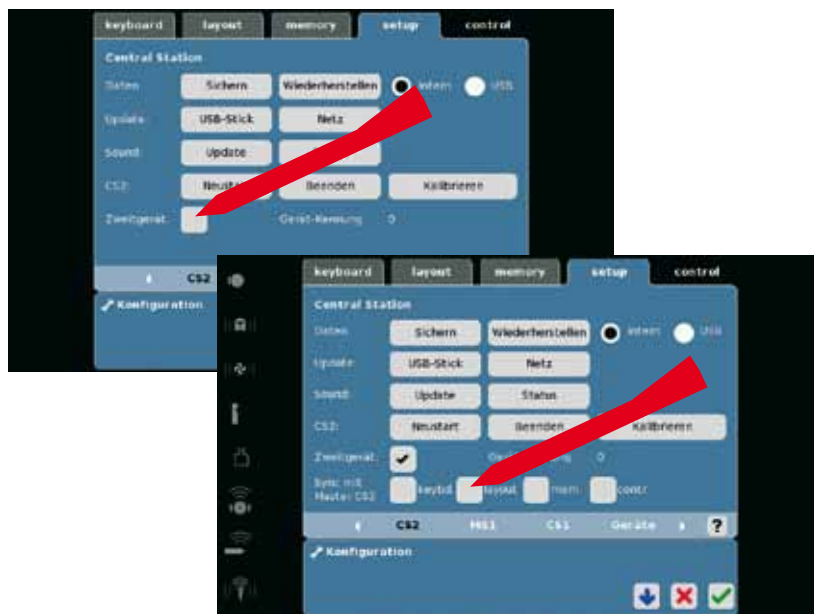 keyboard layout memory setup control
Central Station
Daten: Sichern Wiederherstellen intern USB
Update: USB-Stick Netz
Sound: Update
CS2: Neustart Beenden Kalibrieren
Zweitgerät: Gerät-Kennung 0
CS2
Konfiguration
keyboard layout memory setup control
Central Station
Daten: Sichern Wiederherstellen intern USB
Update: USB-Stick Netz
Sound: Update Status
CS2: Neustart Beenden Kalibrieren
Zweitgerät: 0
Sync mit
Master CS2 keybd. layout mem. contr.
CS2 MS1 CS1 Geräte ?
Konfiguration